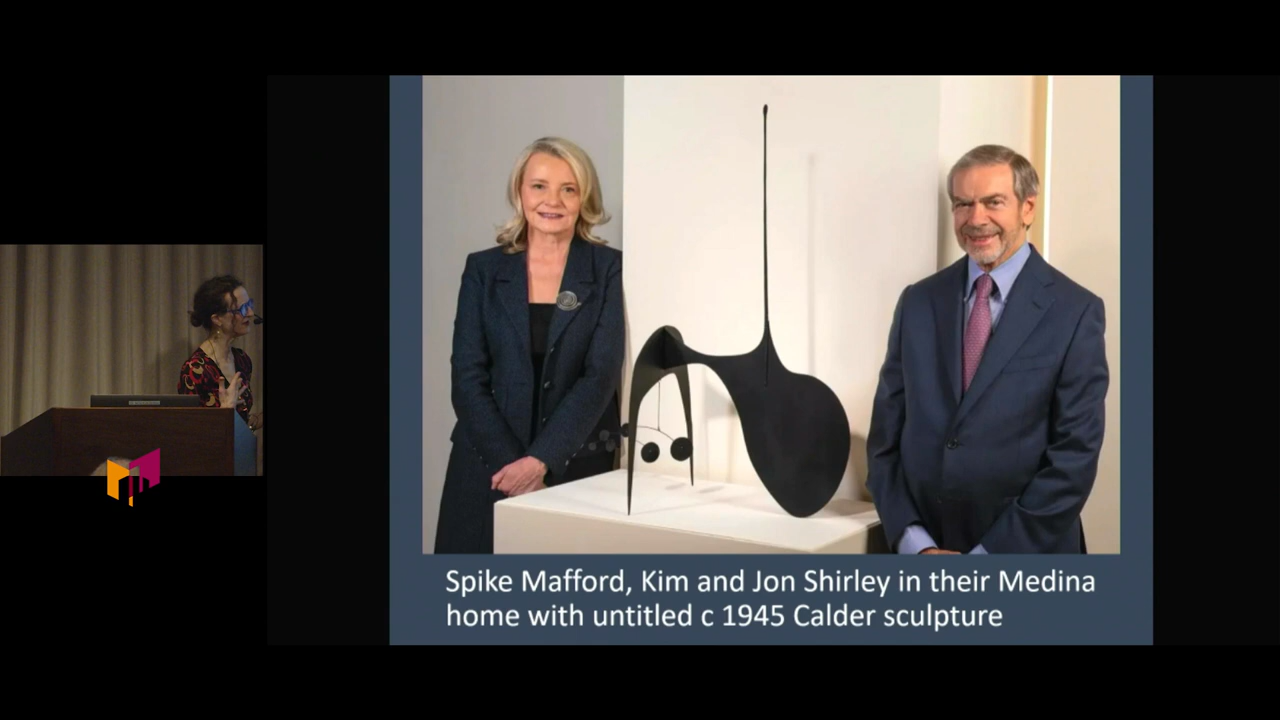 Spike Mafford, Kim and Jon Shirley in their Medina
home with untitled c 1945 Calder sculpture